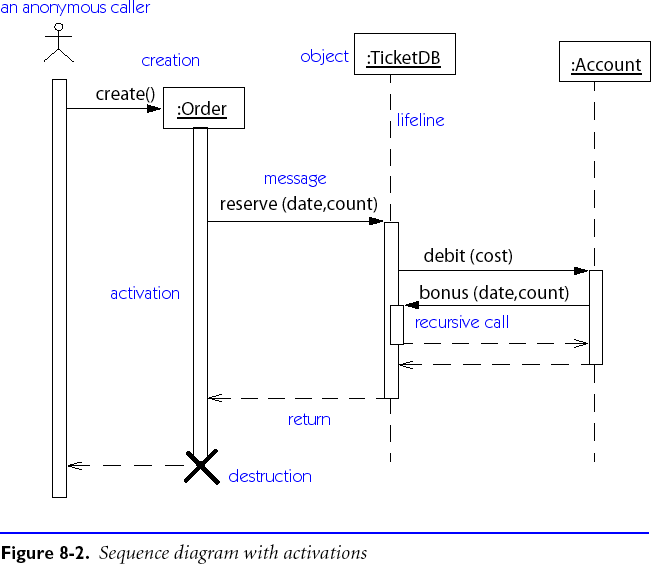 an anonymous caller
creation
object
:TicketDB
:Account
create()
:Order
lifeline
message
reserve (date,count)
debit (cost)
activation
bonus (date,count)
recursive call
return
destruction
Figure 8-2. Sequence diagram with activations